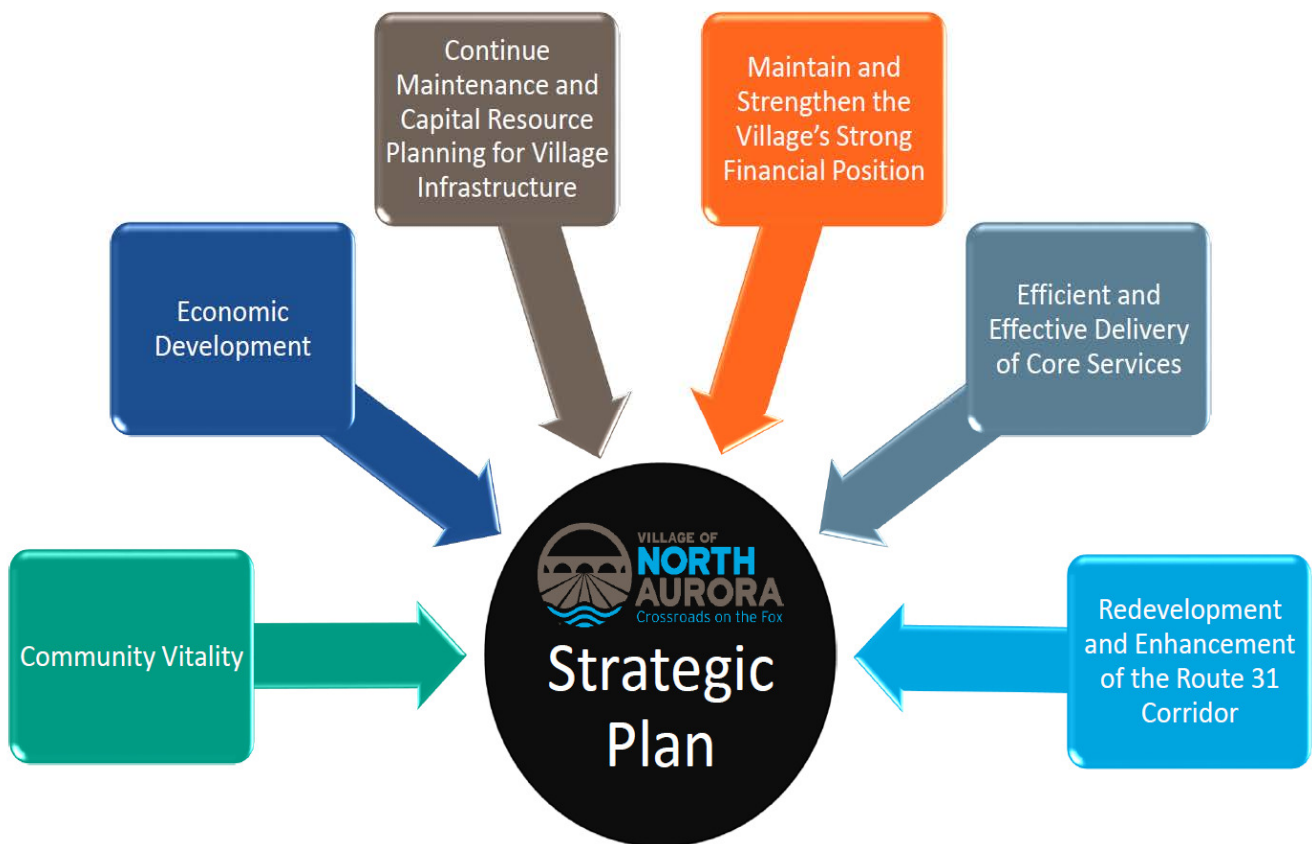 Continue
Maintenance and
Capital Resource
Planning for Village
Infrastructure
Maintain and
Strengthen the
Village’s Strong
Financial Position
Economic
Development
Efficient and
Effective Delivery
of Core Services
Community Vitality
VILLAGE OF
NORTH
AURORA
Crossroads on the Fox
Strategic
Plan
Redevelopment
and Enhancement
of the Route 31
Corridor